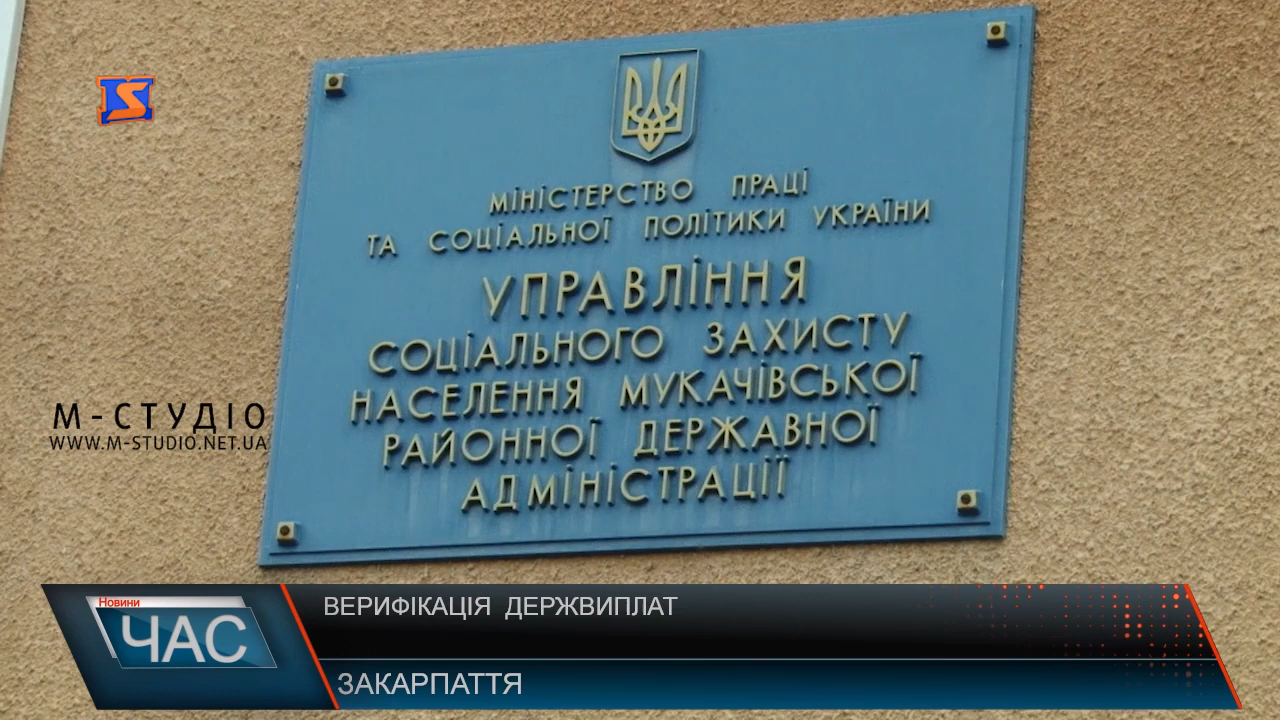 МІНІСТЕРСТВО ПРАЦІ
ТА СОЦІАЛЬНОЇ ПОЛІТИКИ УКРАЇНИ
УПРАВЛІННЯ
СОЦІАЛЬНОГО ЗАХИСТУ
НАСЕЛЕННЯ МУКАЧІВСЬКОЇ
РАЙОННОЇ ДЕРЖАВНОЇ
АДМІНІСТРАЦІЇ
М-СТУДІО
WWW.M-STUDIO.NET.UA
Новини
ЧАС
ВЕРИФІКАЦІЯ ДЕРЖВИПЛАТ
ЗАКАРПАТТЯ